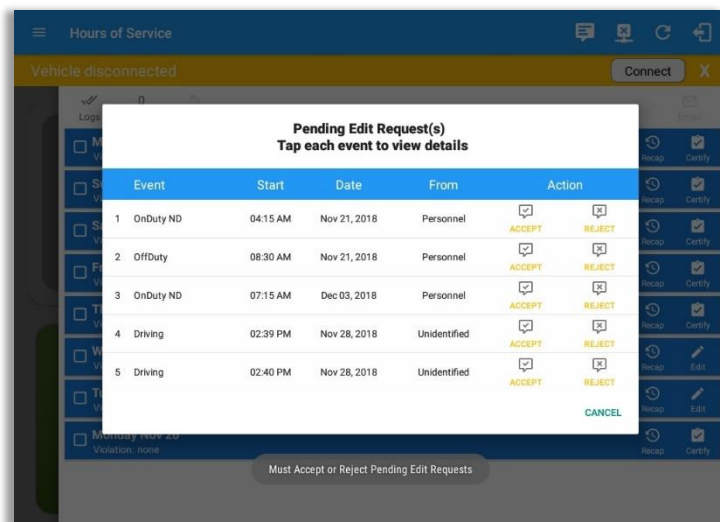 Hours of Service
Vehicle disconnected
Connect
X
Logs
0
Email
Pending Edit Request(s)
Tap each event to view details
Event Start Date From Action
1 OnDuty ND 04:15 AM Nov 21, 2018 Personnel ACCEPT REJECT
2 OffDuty 08:30 AM Nov 21, 2018 Personnel ACCEPT REJECT
3 OnDuty ND 07:15 AM Dec 03, 2018 Personnel ACCEPT REJECT
4 Driving 02:39 PM Nov 28, 2018 Unidentified ACCEPT REJECT
5 Driving 02:40 PM Nov 28, 2018 Unidentified ACCEPT REJECT
CANCEL
Recap Certify
Recap Certify
Recap Certify
Recap Certify
Recap Certify
Recap Edit
Recap Edit
Monday Nov 26
Violation: none
Recap Certify
Must Accept or Reject Pending Edit Requests